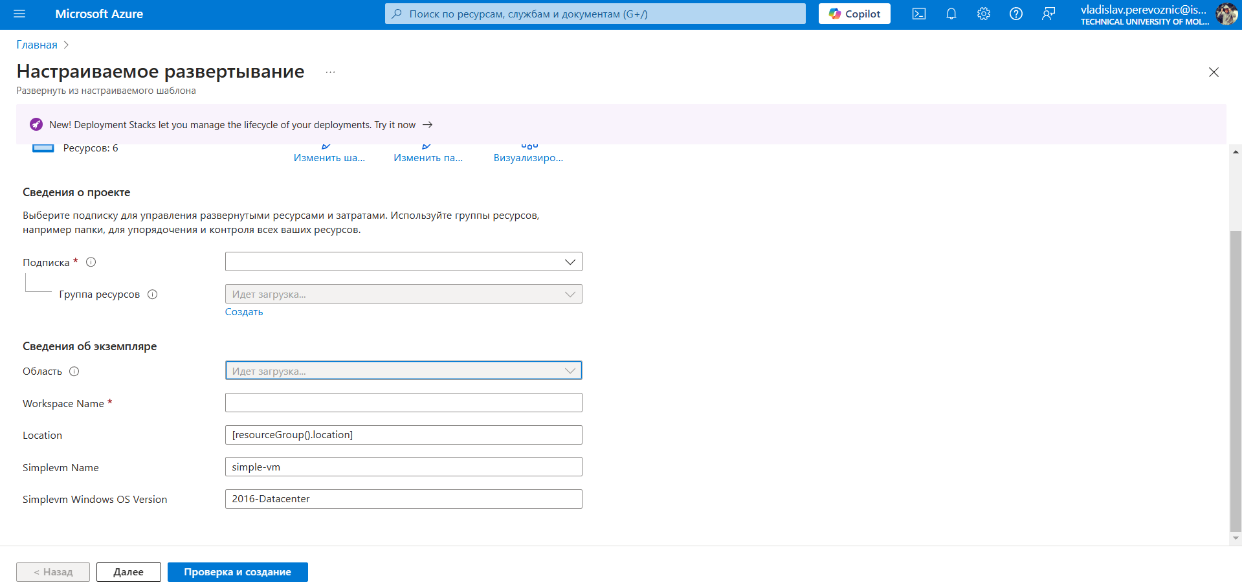 Microsoft Azure
Поиск по ресурсам, службам и документам (G+/)
Copilot
vladislav.perevoznic@is...
TECHNICAL UNIVERSITY OF MOL...
Главная
Настраиваемое развертывание ...
Развернуть из настраиваемого шаблона
New! Deployment Stacks let you manage the lifecycle of your deployments. Try it now →
Ресурсов: 6
Изменить ша...
Изменить па...
Визуализиро...
Сведения о проекте
Выберите подписку для управления развернутыми ресурсами и затратами. Используйте группы ресурсов,
например папки, для упорядочения и контроля всех ваших ресурсов.
Подписка *
Группа ресурсов
Идет загрузка...
Создать
Сведения об экземпляре
Область
Идет загрузка...
Workspace Name *
Location
[resourceGroup().location]
Simplevm Name
simple-vm
Simplevm Windows OS Version
2016-Datacenter
< Назад
Далее
Проверка и создание